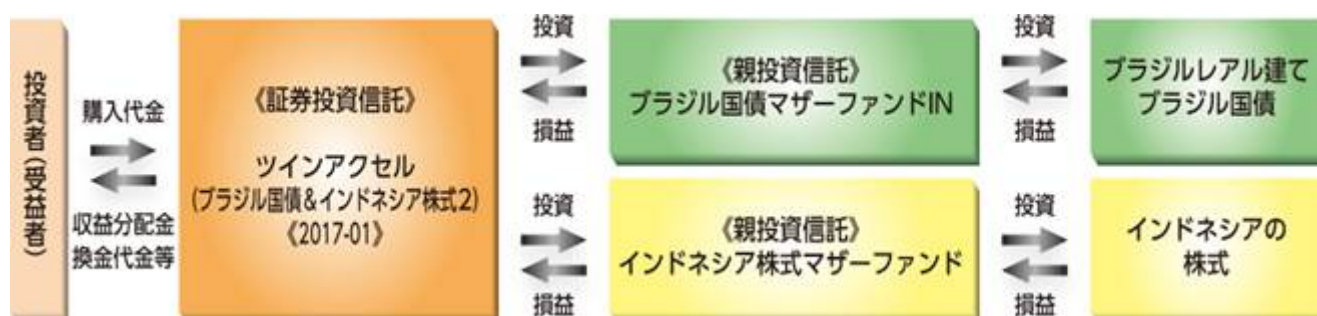 投資者（受益者）
購入代金
収益分配金
換金代金等
《証券投資信託》
ツインアクセル
（ブラジル国債＆インドネシア株式2）
《2017-01》
投資
損益
《親投資信託》
ブラジル国債マザーファンドIN
投資
損益
ブラジルレアル建て
ブラジル国債
投資
損益
《親投資信託》
インドネシア株式マザーファンド
投資
損益
インドネシアの
株式